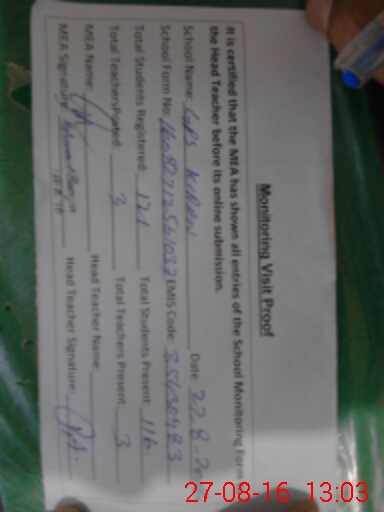 Monitoring Visit Proof
It is certified that the MEA has shown all entries of the School Monitoring Form
the Head Teacher before its online submission.
School Name: GPS Date: 27.8.
School Form No: EMIS Code: 35630483
Total Students Registered: 121 Total Students Present: 116.
Total Teachers Posted: 3 Total Teachers Present: 3
MEA Name: Head Teacher Name:
MEA Signature: Head Teacher Signature:
27-08-16 13:03